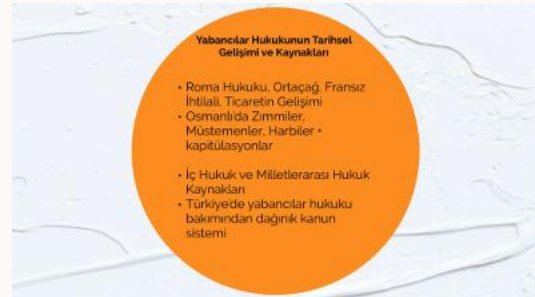 Yabancılar Hukukunun Tarihsel
Gelişimi ve Kaynakları
• Roma Hukuku, Ortaçağ, Fransız
İhtilali, Ticaretin Gelişimi
• Osmanlı'da Zımmiler,
Müstemenler, Harbiler +
kapitülasyonlar
• İç Hukuk ve Milletlerarası Hukuk
Kaynakları
• Türkiye'de yabancılar hukuku
bakımından dağınık kanun
sistemi